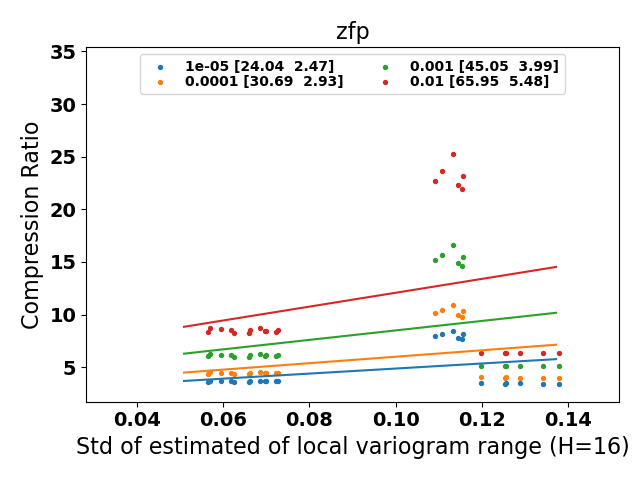 zfp
35
30
25
20
15
10
5
Compression Ratio
1e-05 [24.04  2.47]
0.0001 [30.69  2.93]
0.001 [45.05  3.99]
0.01 [65.95  5.48]
0.04 0.06 0.08 0.10 0.12 0.14
Std of estimated of local variogram range (H=16)